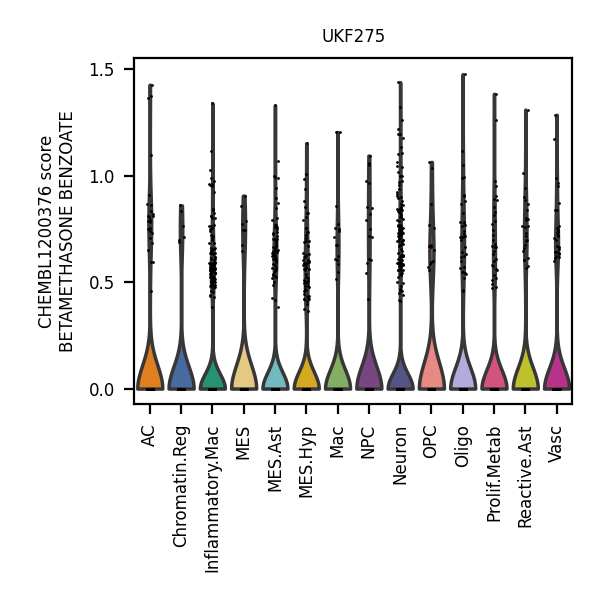 UKF275
CHEMBL1200376 score
BETAMETHASONE BENZOATE
1.5
1.0
0.5
0.0
AC
Chromatin.Reg
Inflammatory.Mac
MES
MES.Ast
MES.Hyp
Mac
NPC
Neuron
OPC
Oligo
Prolif.Metab
Reactive.Ast
Vasc